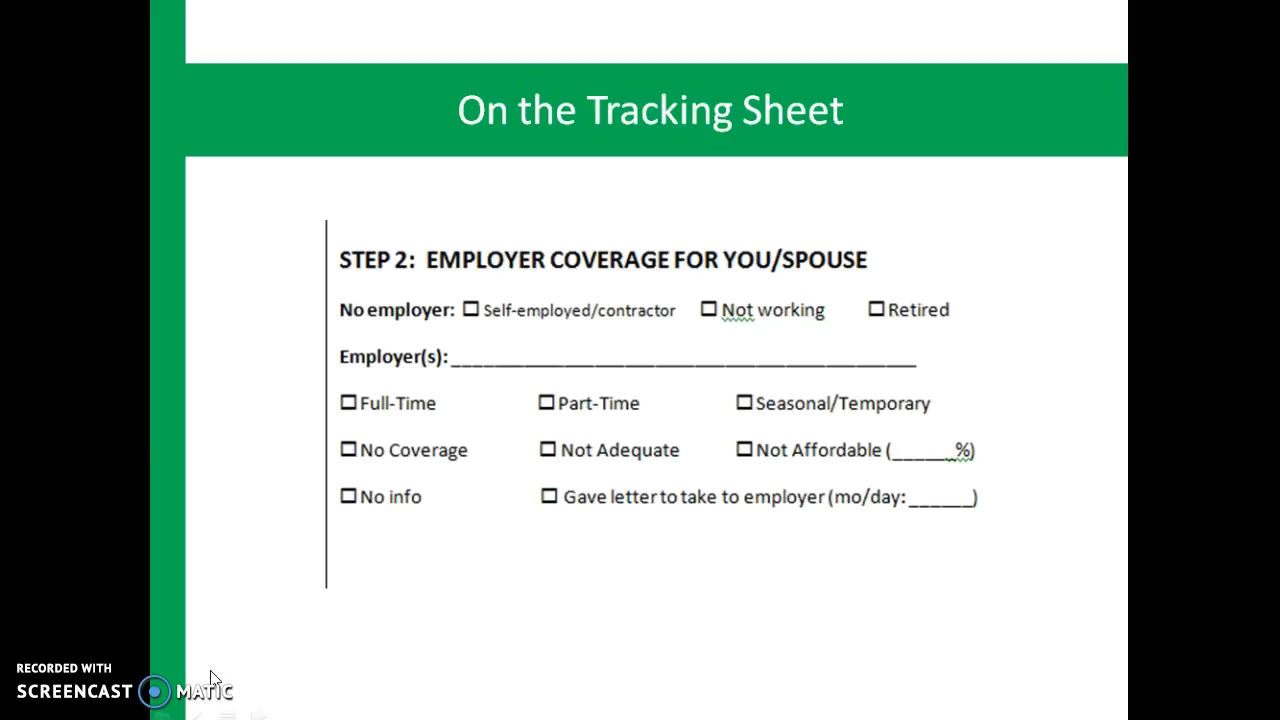 On the Tracking Sheet
STEP 2: EMPLOYER COVERAGE FOR YOU/SPOUSE
No employer: ☐ Self-employed/contractor ☐ Not working ☐ Retired
Employer(s):______________________________________________
☐ Full-Time ☐ Part-Time ☐ Seasonal/Temporary
☐ No Coverage ☐ Not Adequate ☐ Not Affordable (______%)
☐ No info ☐ Gave letter to take to employer (mo/day:______)
RECORDED WITH
SCREENCAST MATIC